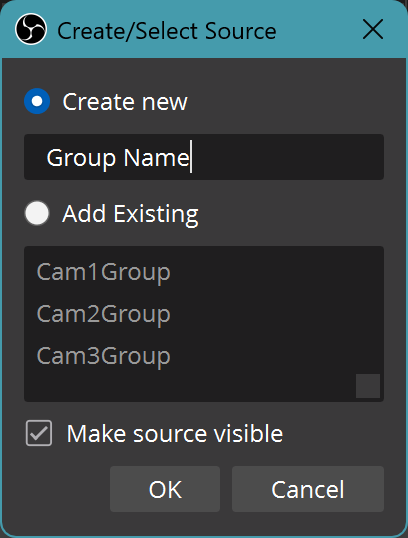 Create/Select Source
Create new
Group Name
Add Existing
Cam1Group
Cam2Group
Cam3Group
Make source visible
OK
Cancel